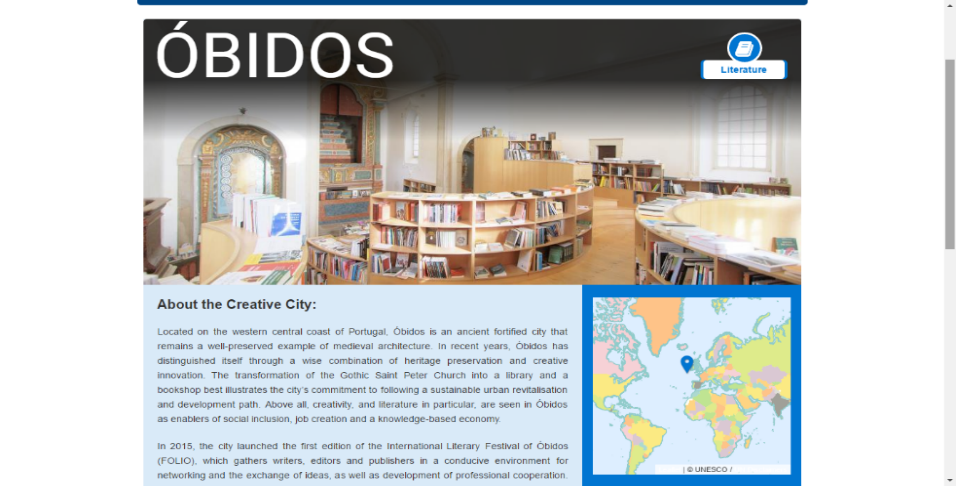 ÓBIDOS
Literature
About the Creative City:
Located on the western central coast of Portugal, Óbidos is an ancient fortified city that
remains a well-preserved example of medieval architecture. In recent years, Óbidos has
distinguished itself through a wise combination of heritage preservation and creative
innovation. The transformation of the Gothic Saint Peter Church into a library and a
bookshop best illustrates the city's commitment to following a sustainable urban revitalisation
and development path. Above all, creativity, and literature in particular, are seen in Óbidos
as enablers of social inclusion, job creation and a knowledge-based economy.
In 2015, the city launched the first edition of the International Literary Festival of Óbidos
(FOLIO), which gathers writers, editors and publishers in a conducive environment for
networking and the exchange of ideas, as well as development of professional cooperation.
| © UNESCO /